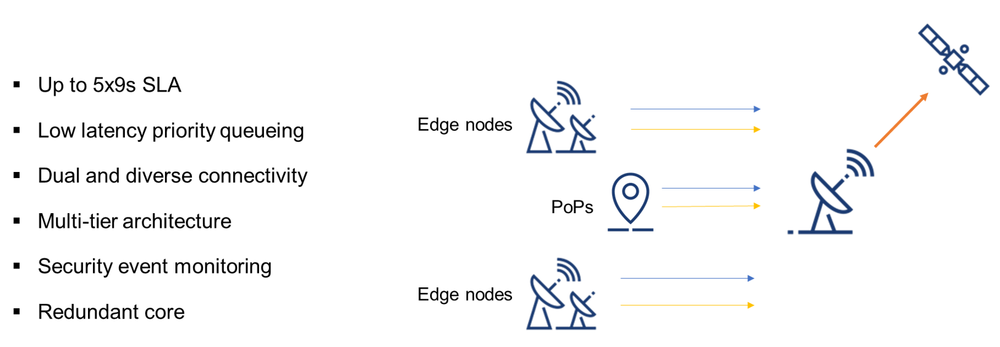 ▪ Up to 5x9s SLA
▪ Low latency priority queueing
▪ Dual and diverse connectivity
▪ Multi-tier architecture
▪ Security event monitoring
▪ Redundant core
Edge nodes
PoPs
Edge nodes